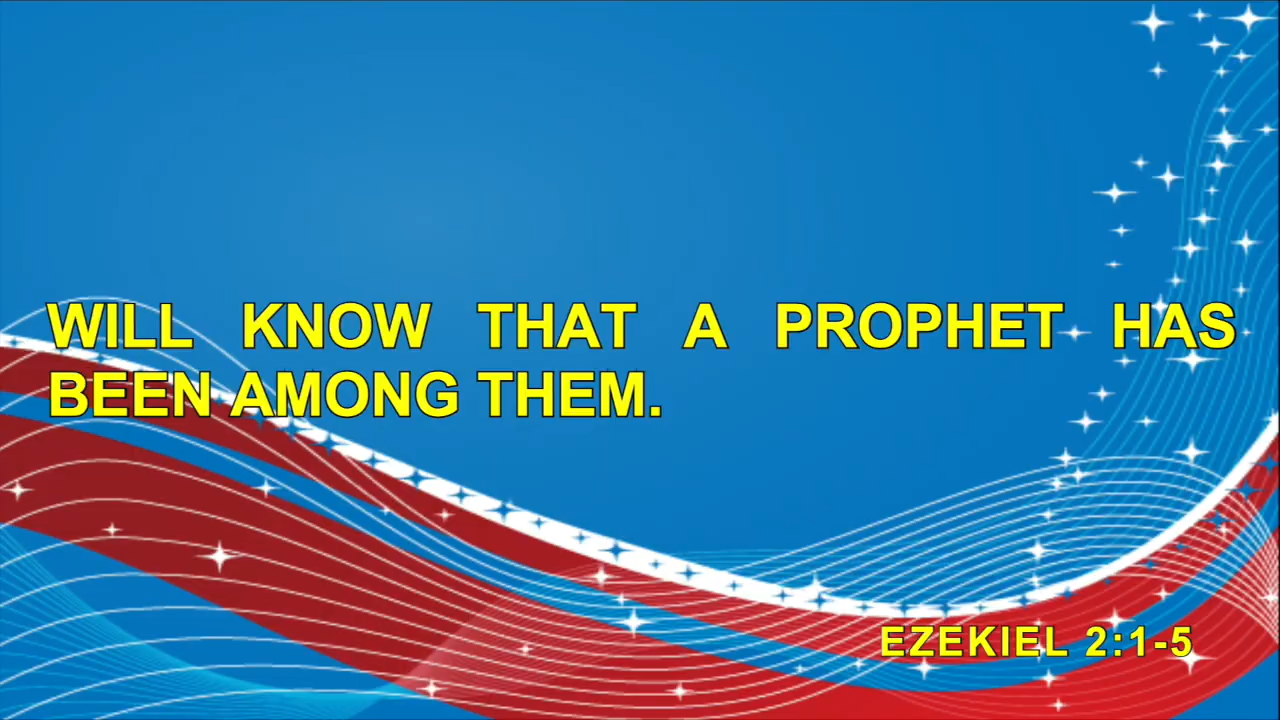 WILL KNOW THAT A PROPHET HAS
BEEN AMONG THEM.
EZEKIEL 2:1-5